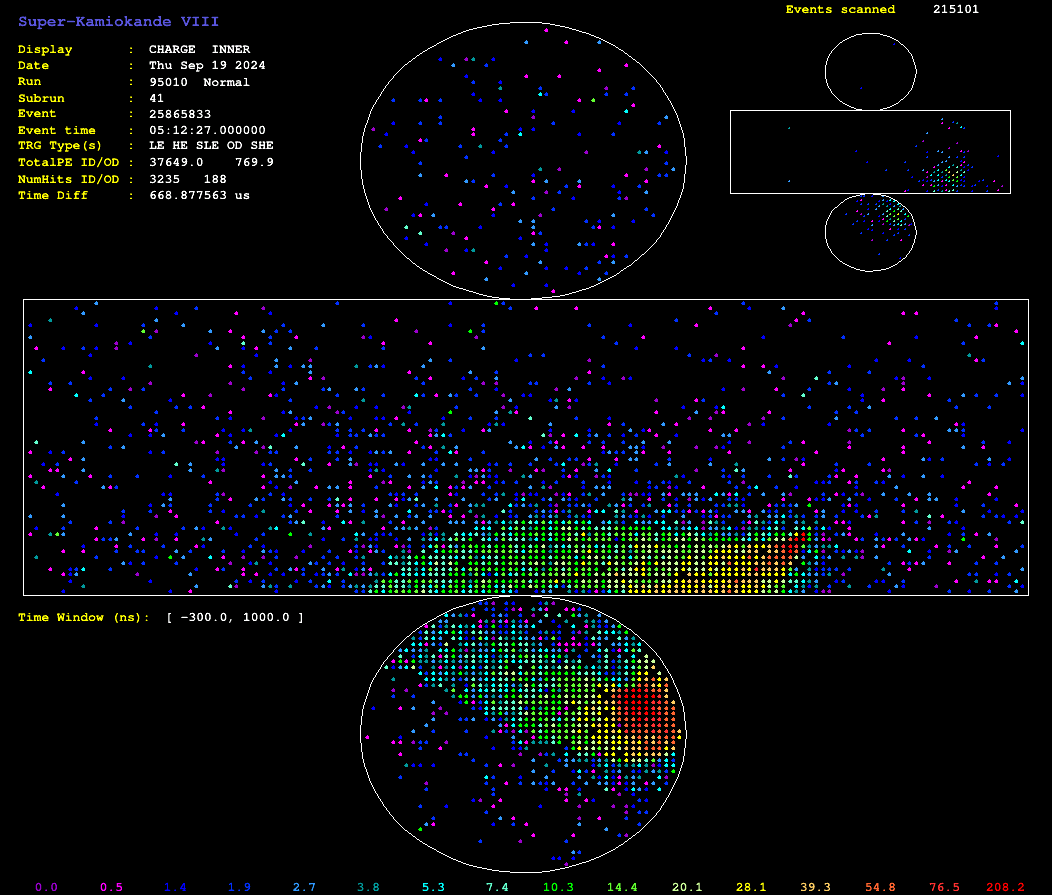 Super-Kamiokande VIII
Events scanned 215101
Display : CHARGE INNER
Date : Thu Sep 19 2024
Run : 95010 Normal
Subrun : 41
Event : 25865833
Event time : 05:12:27.000000
TRG Type(s) : LE HE SLE OD SHE
TotalPE ID/OD : 37649.0 769.9
NumHits ID/OD : 3235 188
Time Diff : 668.877563 us
Time Window (ns): [ -300.0, 1000.0 ]
0.0 0.5 1.4 1.9 2.7 3.8 5.3 7.4 10.3 14.4 20.1 28.1 39.3 54.8 76.5 208.2